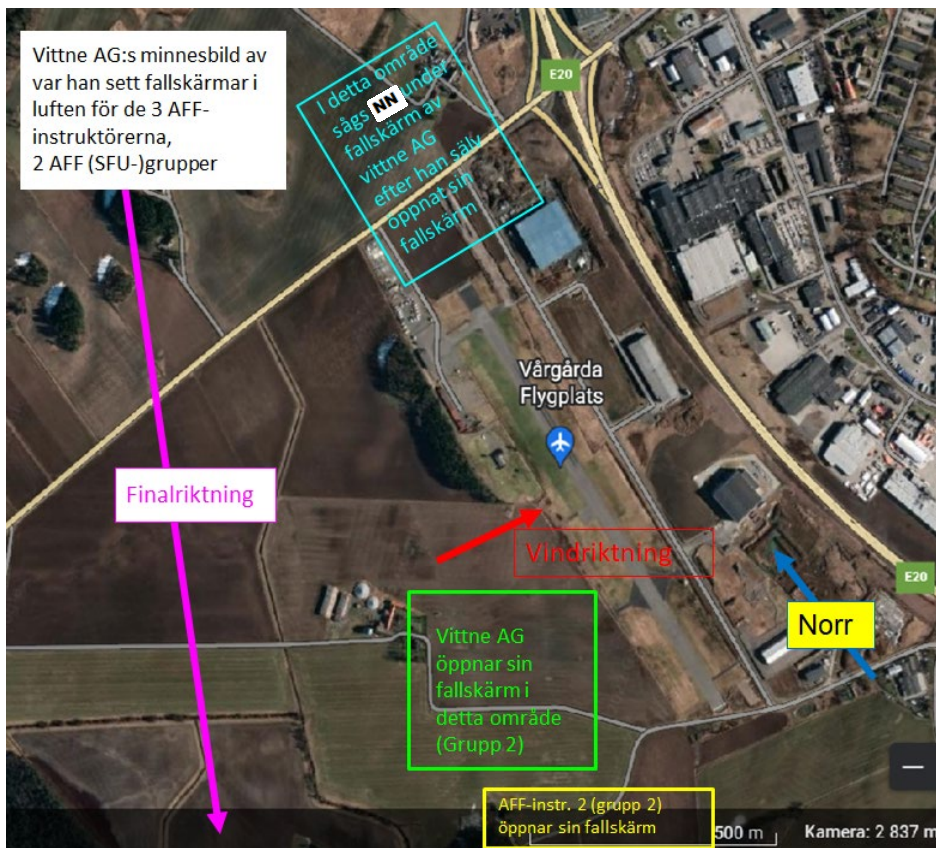 Vittne AG:s minnesbild av
var han sett fallskärmar i
luften för de 3 AFF-
instruktörerna,
2 AFF (SFU-)grupper
I detta område
sågs NN under
fallskärm av
vittne AG
efter han sälv
öppnat sin
fallskärm
E20
Vårgårda
Flygplats
Finalriktning
Vindriktning
E20
Norr
Vittne AG
öppnar sin
fallskärm i
detta område
(Grupp 2)
AFF-instr. 2 (grupp 2)
öppnar sin fallskärm
500 m
Kamera: 2 837 m